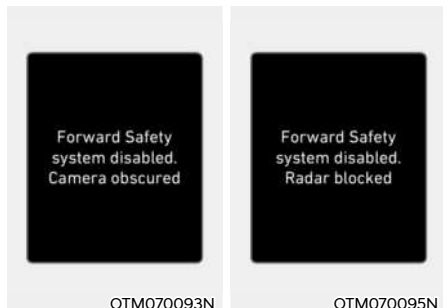 Forward Safety
system disabled.
Camera obscured
OTM070093N
Forward Safety
system disabled.
Radar blocked
OTM070095N